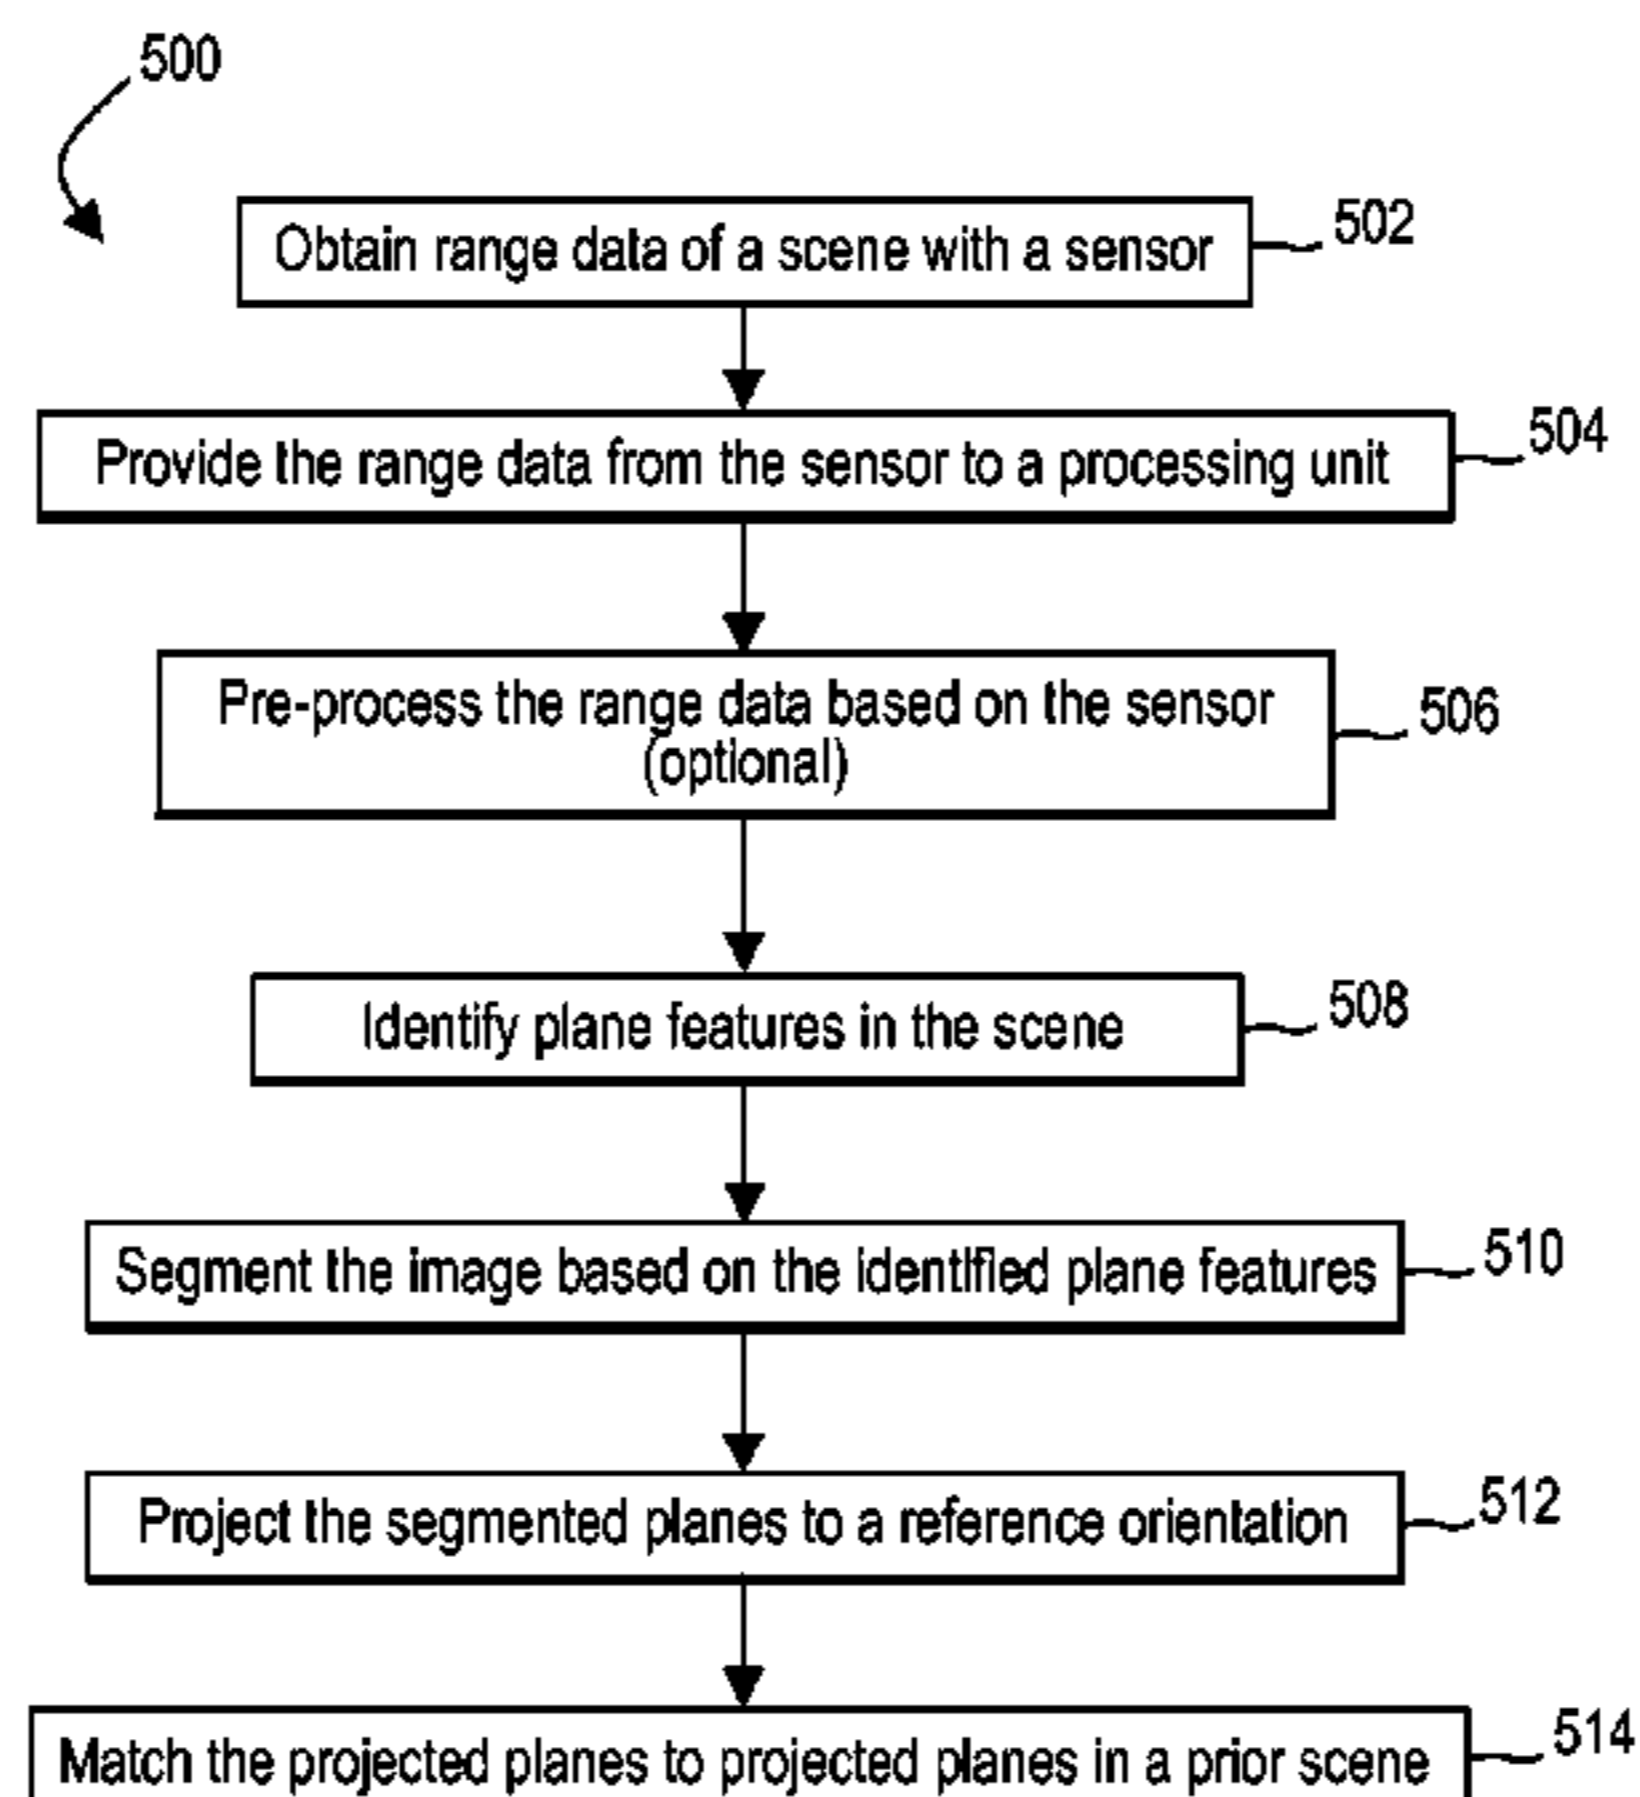 500
Obtain range data of a scene with a sensor
502
Provide the range data from the sensor to a processing unit
504
Pre-process the range data based on the sensor
(optional)
506
Identify plane features in the scene
508
Segment the image based on the identified plane features
510
Project the segmented planes to a reference orientation
512
Match the projected planes to projected planes in a prior scene
514